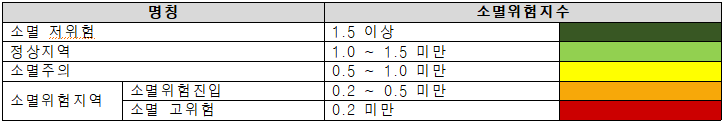 명칭 소멸위험지수
소멸 저위험 1.5 이상
정상지역 1.0 ~ 1.5 미만
소멸주의 0.5 ~ 1.0 미만
소멸위험지역 소멸위험진입 0.2 ~ 0.5 미만
소멸 고위험 0.2 미만